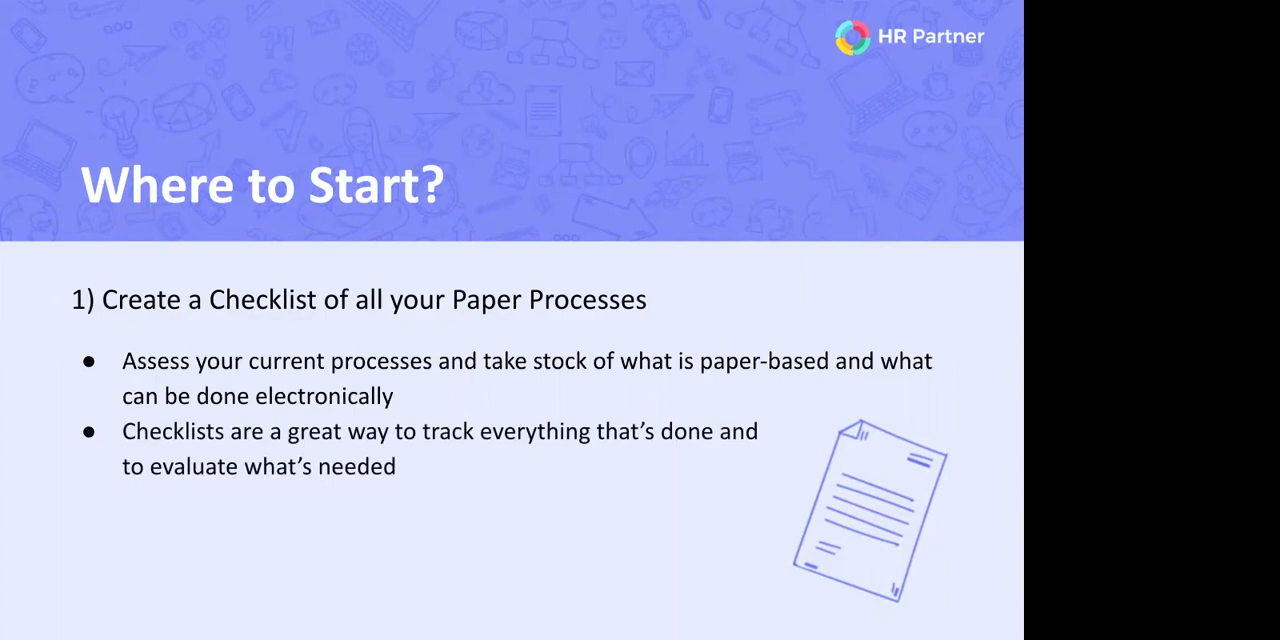 HR Partner
Where to Start?
1) Create a Checklist of all your Paper Processes
● Assess your current processes and take stock of what is paper-based and what
can be done electronically
● Checklists are a great way to track everything that’s done and
to evaluate what’s needed